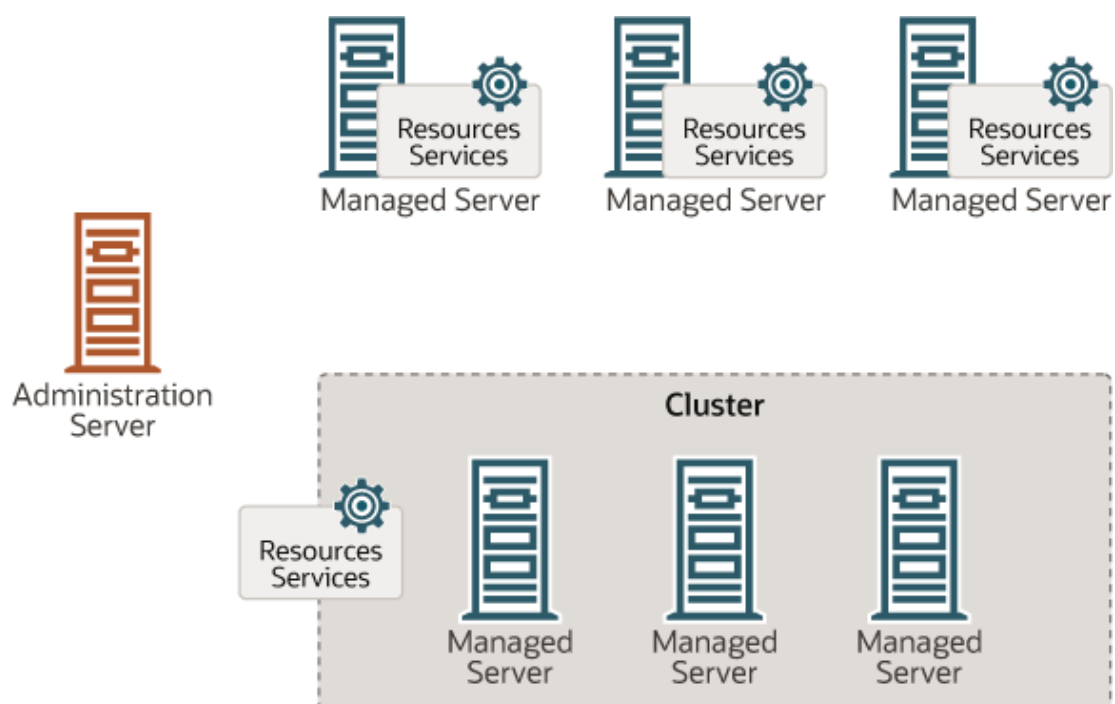 Resources
Services
Managed Server
Resources
Services
Managed Server
Resources
Services
Managed Server
Administration
Server
Cluster
Resources
Services
Managed
Server
Managed
Server
Managed
Server